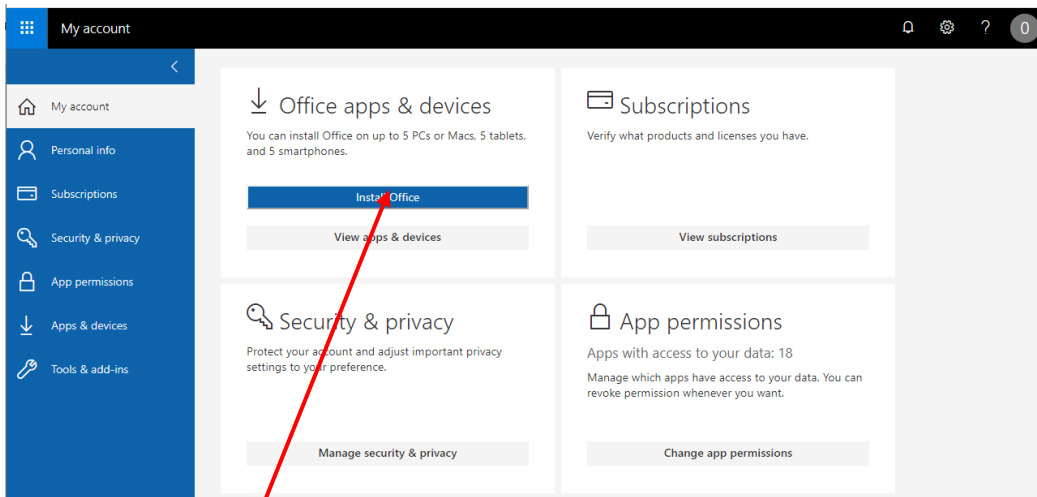 My account
?
0
My account
Personal info
Subscriptions
Security & privacy
App permissions
Apps & devices
Tools & add-ins
Office apps & devices
You can install Office on up to 5 PCs or Macs, 5 tablets,
and 5 smartphones.
Install Office
View apps & devices
Subscriptions
Verify what products and licenses you have.
View subscriptions
Security & privacy
Protect your account and adjust important privacy
settings to your preference.
Manage security & privacy
App permissions
Apps with access to your data: 18
Manage which apps have access to your data. You can
revoke permission whenever you want.
Change app permissions